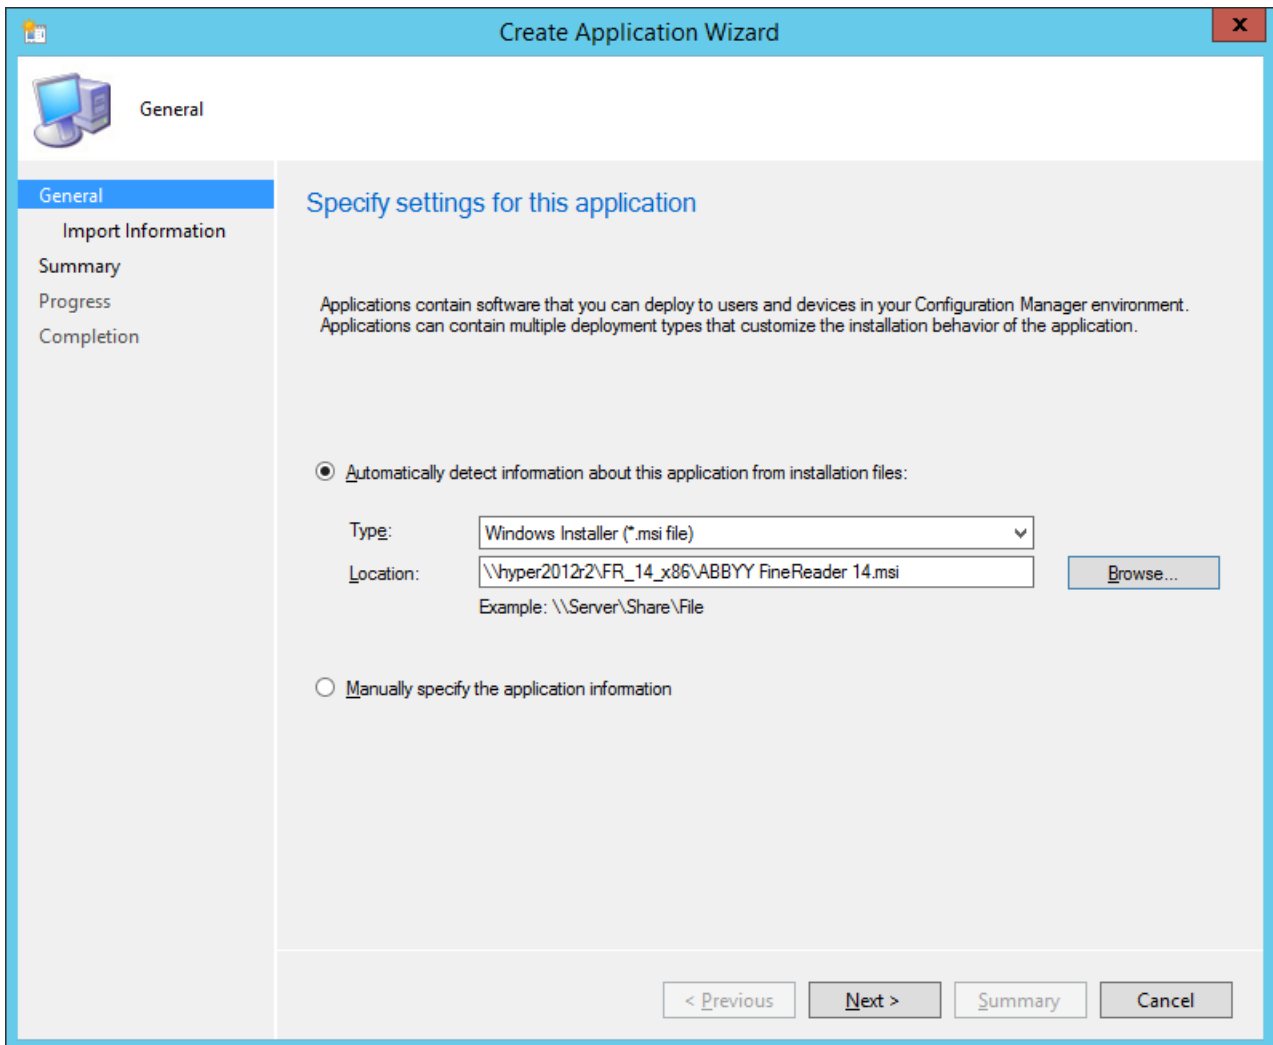 Create Application Wizard
x
General
General
Import Information
Summary
Progress
Completion
Specify settings for this application
Applications contain software that you can deploy to users and devices in your Configuration Manager environment.
Applications can contain multiple deployment types that customize the installation behavior of the application.
Automatically detect information about this application from installation files:
Type: Windows Installer (*.msi file)
Location: \\hyper2012r2\FR_14_x86\ABBYY FineReader 14.msi Browse...
Example: \\Server\Share\File
Manually specify the application information
< Previous Next > Summary Cancel